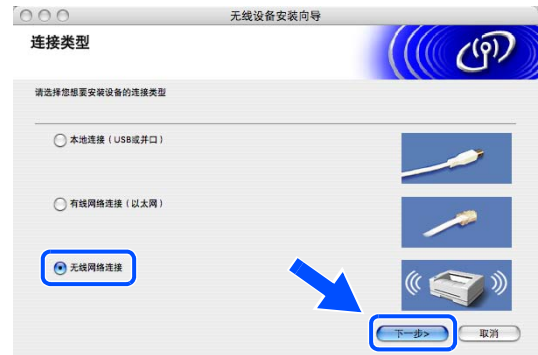 无线设备安装向导
连接类型
请选择您想要安装设备的连接类型
本地连接（USB或并口）
有线网络连接（以太网）
无线网络连接
下一步>
取消